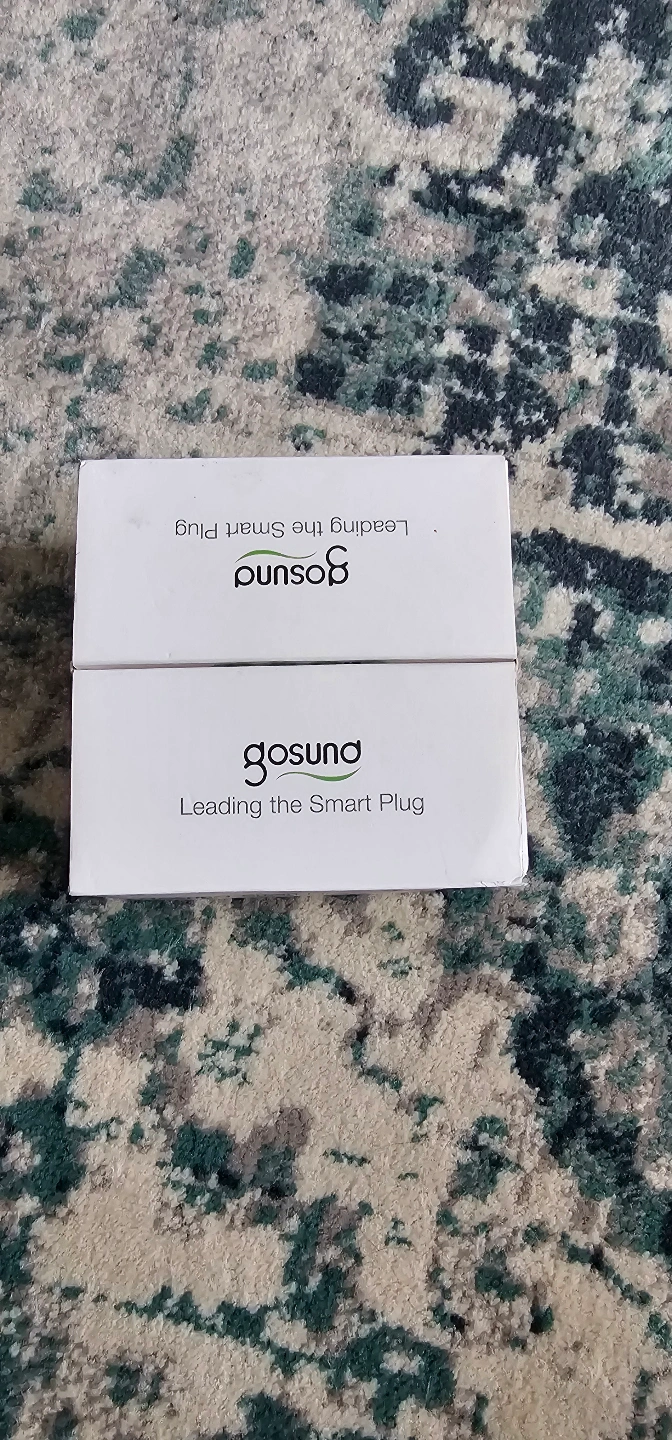 Leading the Smart Plug
gosund
gosund
Leading the Smart Plug